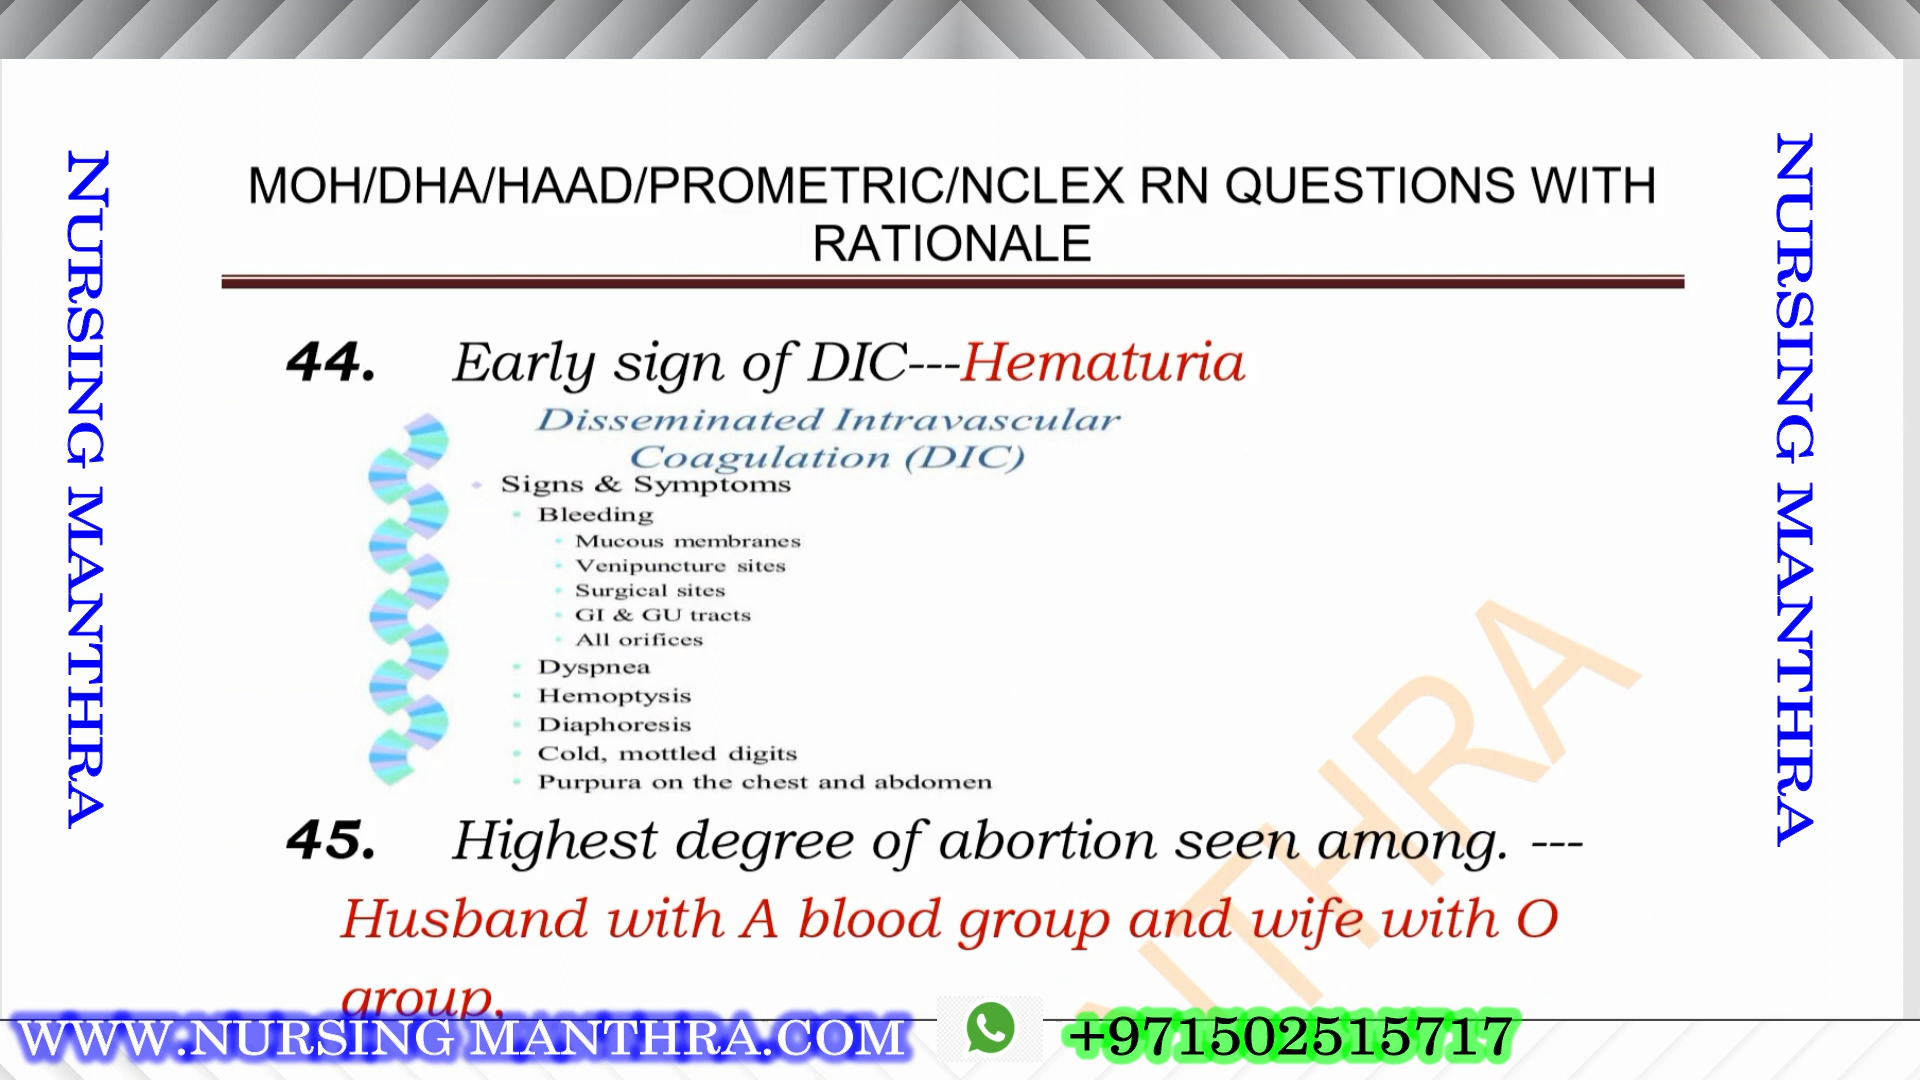 MOH/DHA/HAAD/PROMETRIC/NCLEX RN QUESTIONS WITH
RATIONALE
NURSING MANTHRA
NURSING MANTHRA
44. Early sign of DIC---Hematuria
Disseminated Intravascular
Coagulation (DIC)
Signs & Symptoms
Bleeding
Mucous membranes
Venipuncture sites
Surgical sites
GI & GU tracts
All orifices
Dyspnea
Hemoptysis
Diaphoresis
Cold, mottled digits
Purpura on the chest and abdomen
45. Highest degree of abortion seen among. ---
Husband with A blood group and wife with O
group.
NTHRA
WWW.NURSING MANTHRA.COM
+971502515717